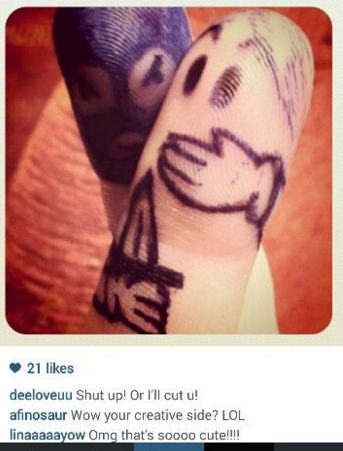 21 likes
deeloveuu Shut up! Or I'll cut u!
afinosaur Wow your creative side? LOL
linaaaaayow Omg that's soooo cute!!!!